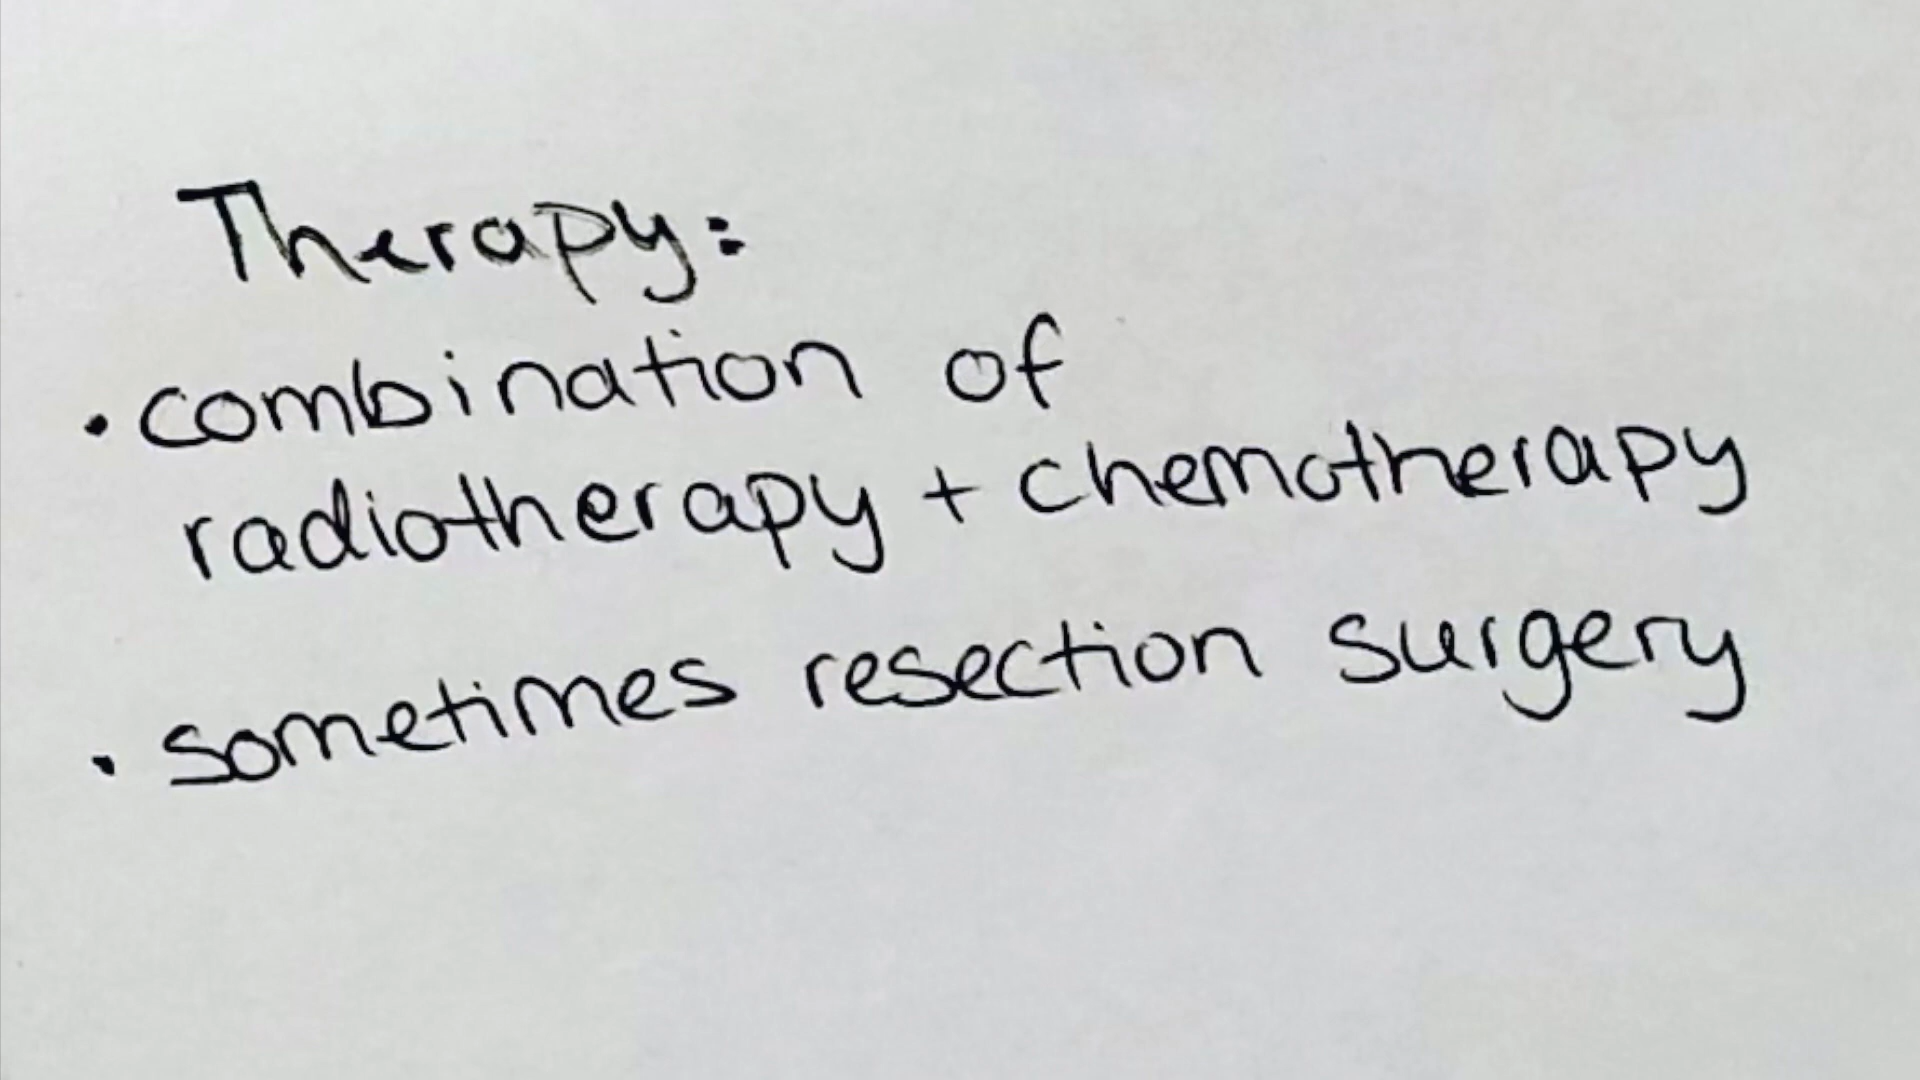 Therapy:
• combination of
radiotherapy + chemotherapy
• sometimes resection surgery